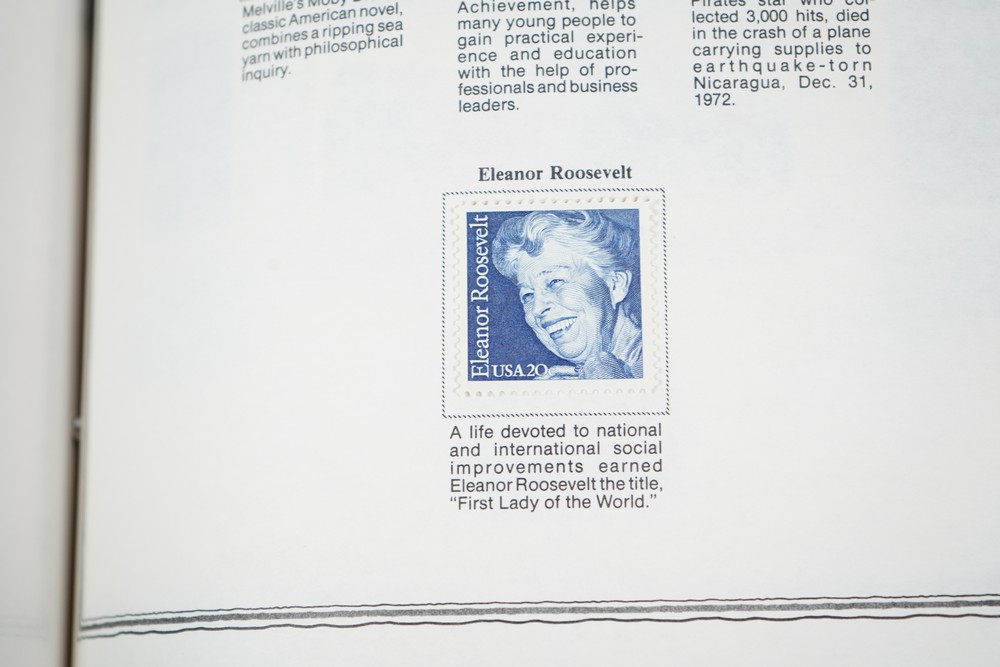 Melville's Moby
classic American novel,
combines a ripping sea
yarn with philosophical
inquiry.
Achievement, helps
many young people to
gain practical experi-
ence and education
with the help of pro-
fessionals and business
leaders.
Pirates star who col-
lected 3,000 hits, died
in the crash of a plane
carrying supplies to
earthquake-torn
Nicaragua, Dec. 31,
1972.
Eleanor Roosevelt
Eleanor Roosevelt
USA 20c
A life devoted to national
and international social
improvements earned
Eleanor Roosevelt the title,
“First Lady of the World.”